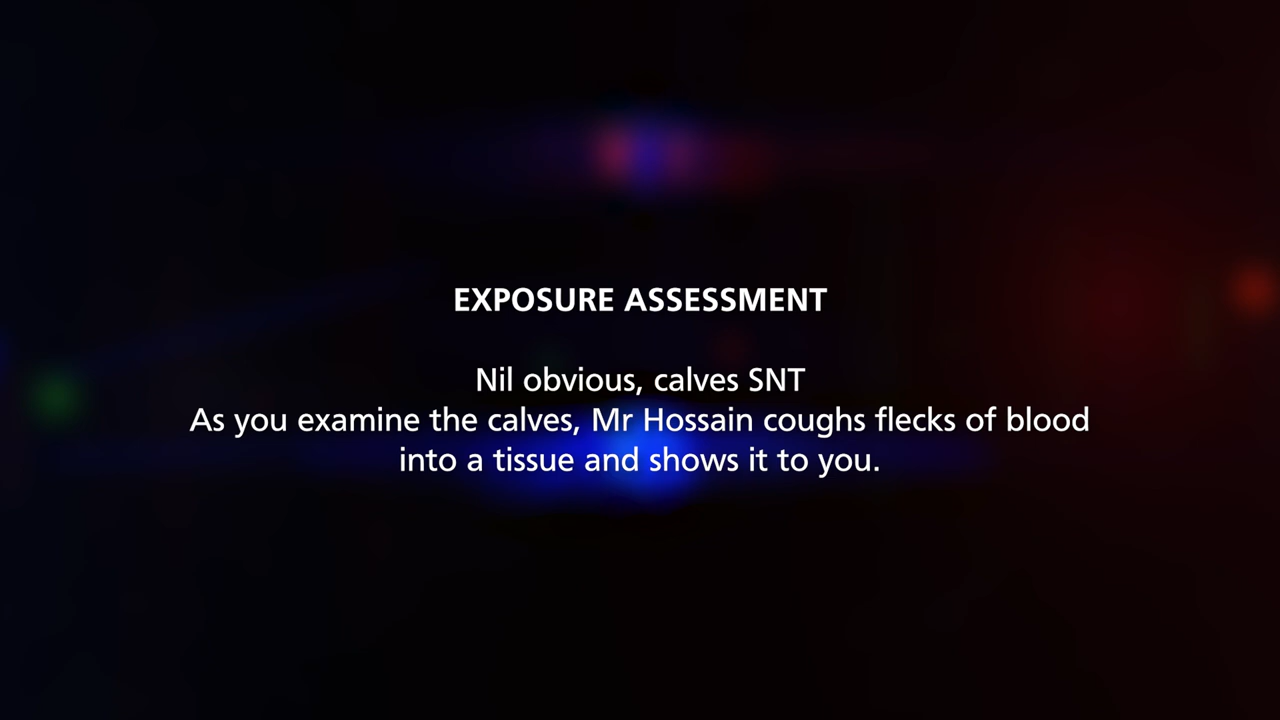 EXPOSURE ASSESSMENT
Nil obvious, calves SNT
As you examine the calves, Mr Hossain coughs flecks of blood
into a tissue and shows it to you.